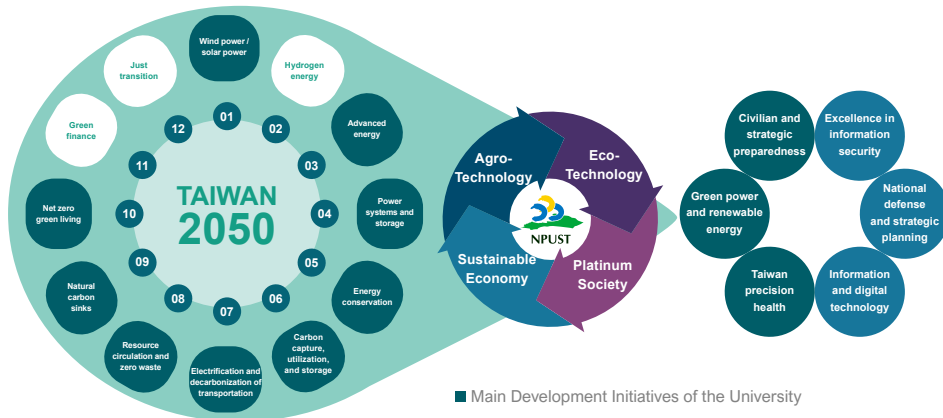 Wind power /
solar power
Hydrogen
energy
Advanced
energy
Power
systems and
storage
Energy
conservation
Carbon
capture,
utilization,
and storage
Electrification and
decarbonization of
transportation
Resource
circulation and
zero waste
Natural
carbon
sinks
Net zero
green living
Green
finance
Just
transition
01
02
03
04
05
06
07
08
09
10
11
12
TAIWAN
2050
Agro-
Technology
Eco-
Technology
Sustainable
Economy
Platinum
Society
NPUST
Civilian and
strategic
preparedness
Excellence in
information
security
Green power
and renewable
energy
National
defense
and strategic
planning
Taiwan
precision
health
Information
and digital
technology
Main Development Initiatives of the University